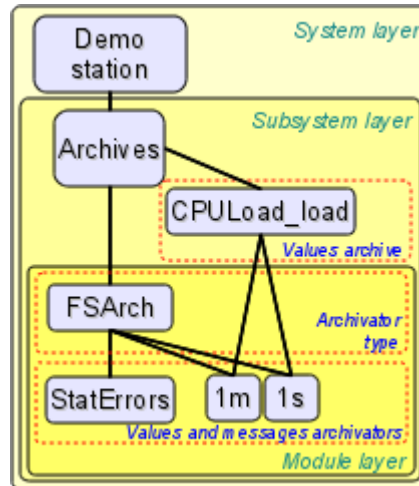 System layer
Demo
station
Subsystem layer
Archives
CPULoad_load
Values archive
FSArch
Archivator
type
StatErrors
1m
1s
Values and messages archivators
Module layer